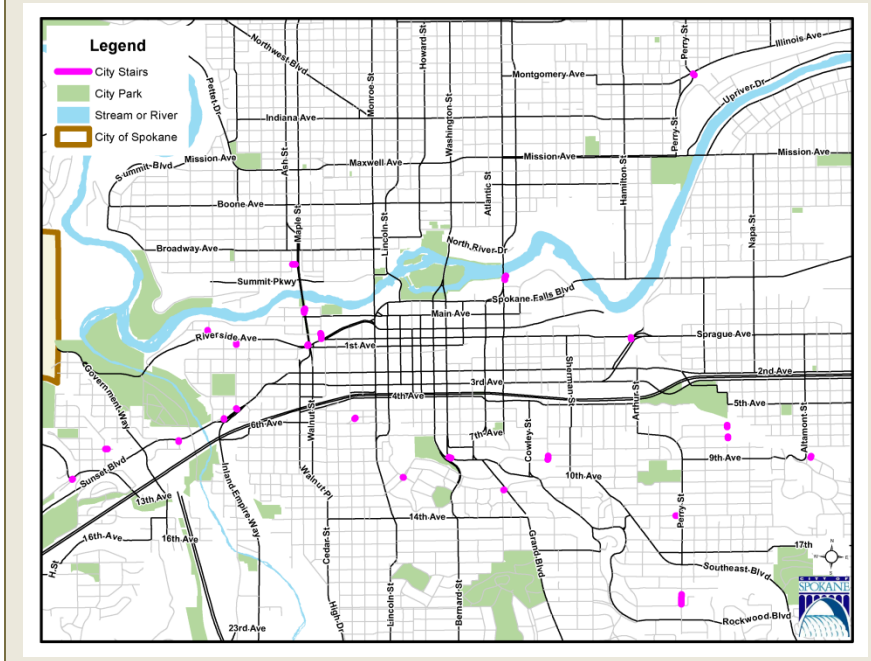 Legend
City Stairs
City Park
Stream or River
City of Spokane
Northwest Blvd
Pettet Dr
Monroe St
Howard St
Washington St
Montgomery Ave
Perry St
Illinois Ave
Upriver Dr
Indiana Ave
Ash St
Perry St
Summit Blvd
Mission Ave
Maxwell Ave
Mission Ave
Mission Ave
Hamilton St
Atlantic St
Boone Ave
Maple St
Lincoln St
Napa St
Broadway Ave
North River Dr
Summit Pkwy
Spokane Falls Blvd
Main Ave
Riverside Ave
1st Ave
Sprague Ave
Government Way
3rd Ave
Sherman St
2nd Ave
4th Ave
Arthur St
5th Ave
6th Ave
Walnut St
7th Ave
Cowley St
Altamont St
Sunset Blvd
9th Ave
Inland Empire Way
Walnut Pl
10th Ave
13th Ave
14th Ave
Perry St
16th Ave
16th Ave
Cedar St
Grand Blvd
17th
H St
Southeast Blvd
N
W
E
S
CITY OF
SPOKANE
High Dr
Lincoln St
Bernard St
23rd Ave
Rockwood Blvd